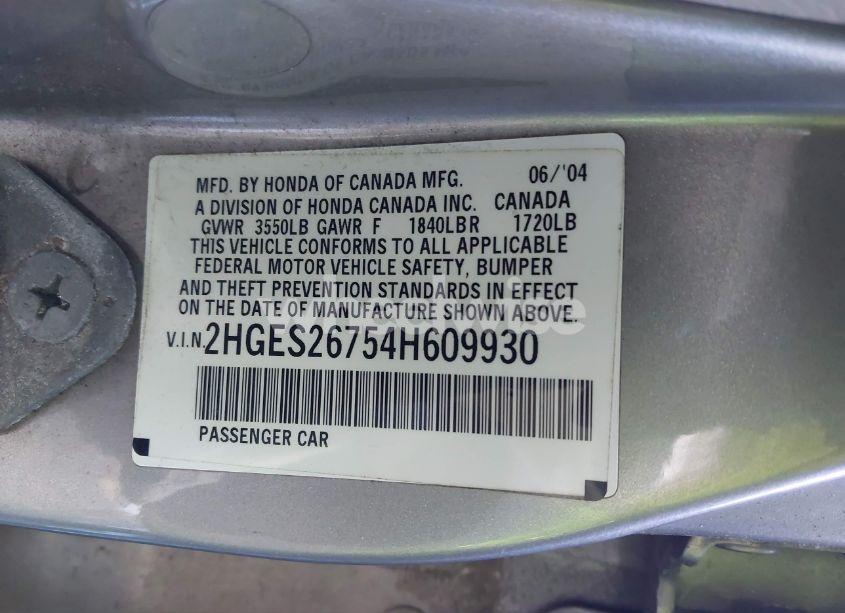 MFD. BY HONDA OF CANADA MFG. 06/'04
A DIVISION OF HONDA CANADA INC. CANADA
GVWR 3550LB GAWR F 1840LB R 1720LB
THIS VEHICLE CONFORMS TO ALL APPLICABLE
FEDERAL MOTOR VEHICLE SAFETY, BUMPER
AND THEFT PREVENTION STANDARDS IN EFFECT
ON THE DATE OF MANUFACTURE SHOWN ABOVE.
V.I.N. 2HGES26754H609930
PASSENGER CAR